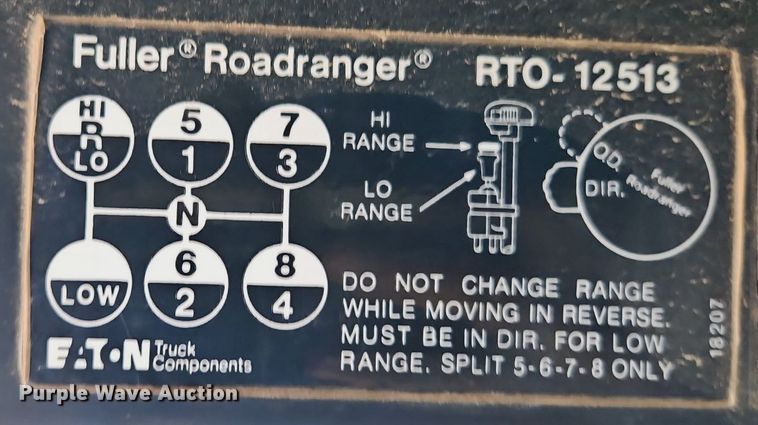 Fuller® Roadranger® RTO-12513
HI
R
LO
5
1
7
3
N
LOW
6
2
8
4
HI
RANGE
LO
RANGE
O.D.
DIR.
Fuller
Roadranger
DO NOT CHANGE RANGE
WHILE MOVING IN REVERSE.
MUST BE IN DIR. FOR LOW
RANGE. SPLIT 5-6-7-8 ONLY
18207
EAT•N Truck
Components
Purple Wave Auction